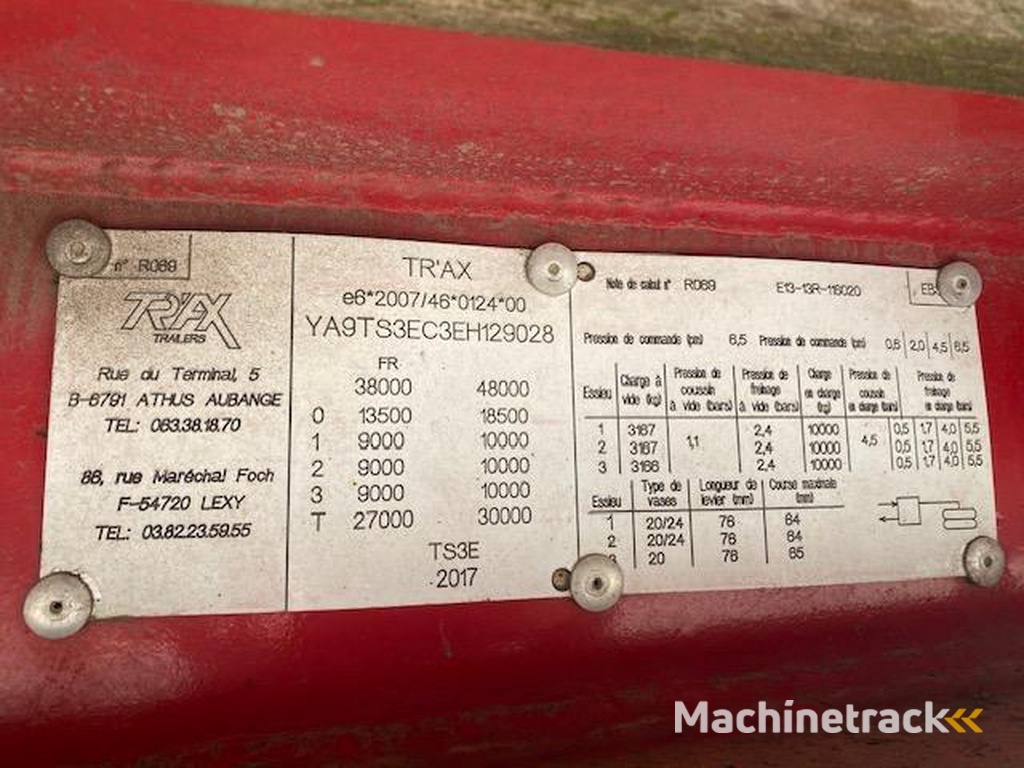 n° R069
TR'AX
TRAILERS
Rue du Terminal, 5
B-6791 ATHUS AUBANGE
TEL: 063.38.18.70
86, rue Maréchal Foch
F-54720 LEXY
TEL: 03.82.23.59.55
TR'AX
e6*2007/46*0124*00
YA9TS3EC3EH129028
FR
38000 48000
0 13500 18500
1 9000 10000
2 9000 10000
3 9000 10000
T 27000 30000
TS3E
2017
Note de calcul n° R069 E13-13R-116020
Pression de commande (pm) 6,5 Pression de commande (pm) 0,6 2,0 4,5 6,5
Essieu Charge à vide (kg) Pression de coussin à vide (bars) Pression de freinage à vide (bars) Charge en charge (kg) Pression de coussin en charge (bars) Pression de freinage en charge (bars)
1 3167 1,1 2,4 10000 4,5 0,5 1,7 4,0 5,5
2 3167 2,4 10000 0,5 1,7 4,0 5,5
3 3166 2,4 10000 0,5 1,7 4,0 5,5
Essieu Type de vases Longueur de levier (mm) Course maximale (mm)
1 20/24 76 64
2 20/24 76 64
20 76 65
Machinetrack